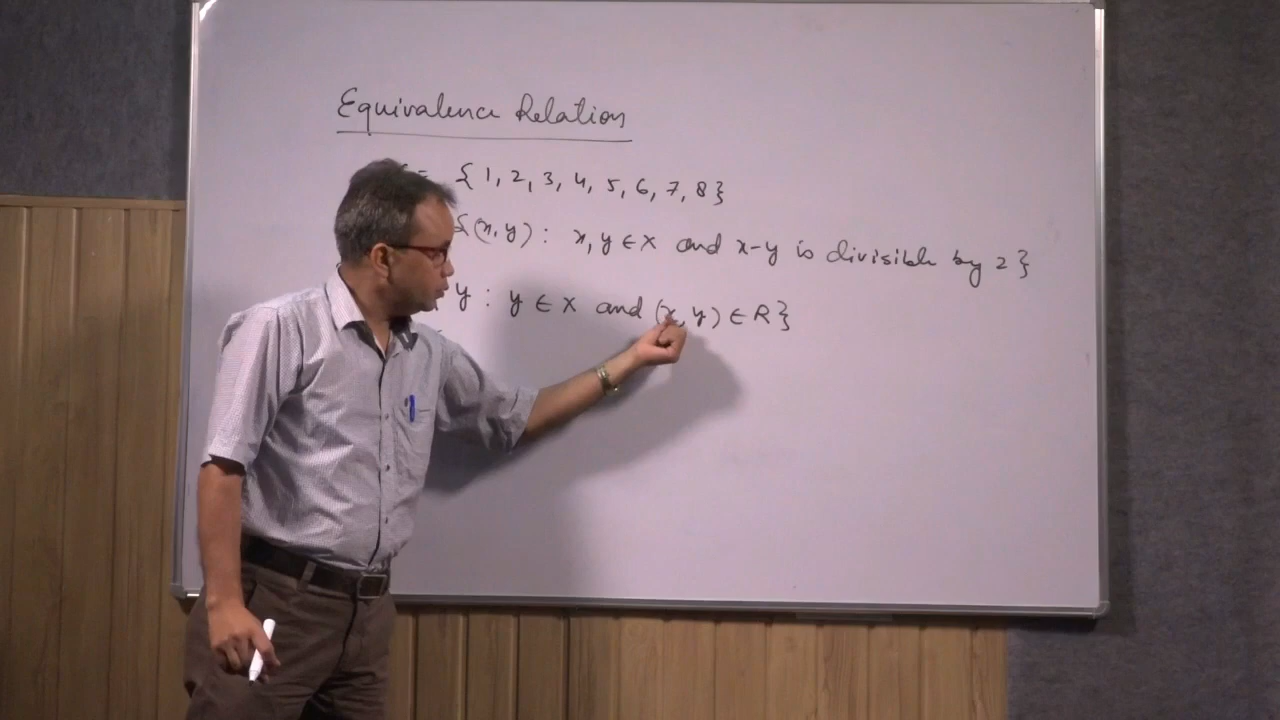 Equivalence Relation
= {1, 2, 3, 4, 5, 6, 7, 8}
{(x, y) : x, y ∈ X and x-y is divisible by 2}
y : y ∈ X and (x, y) ∈ R}